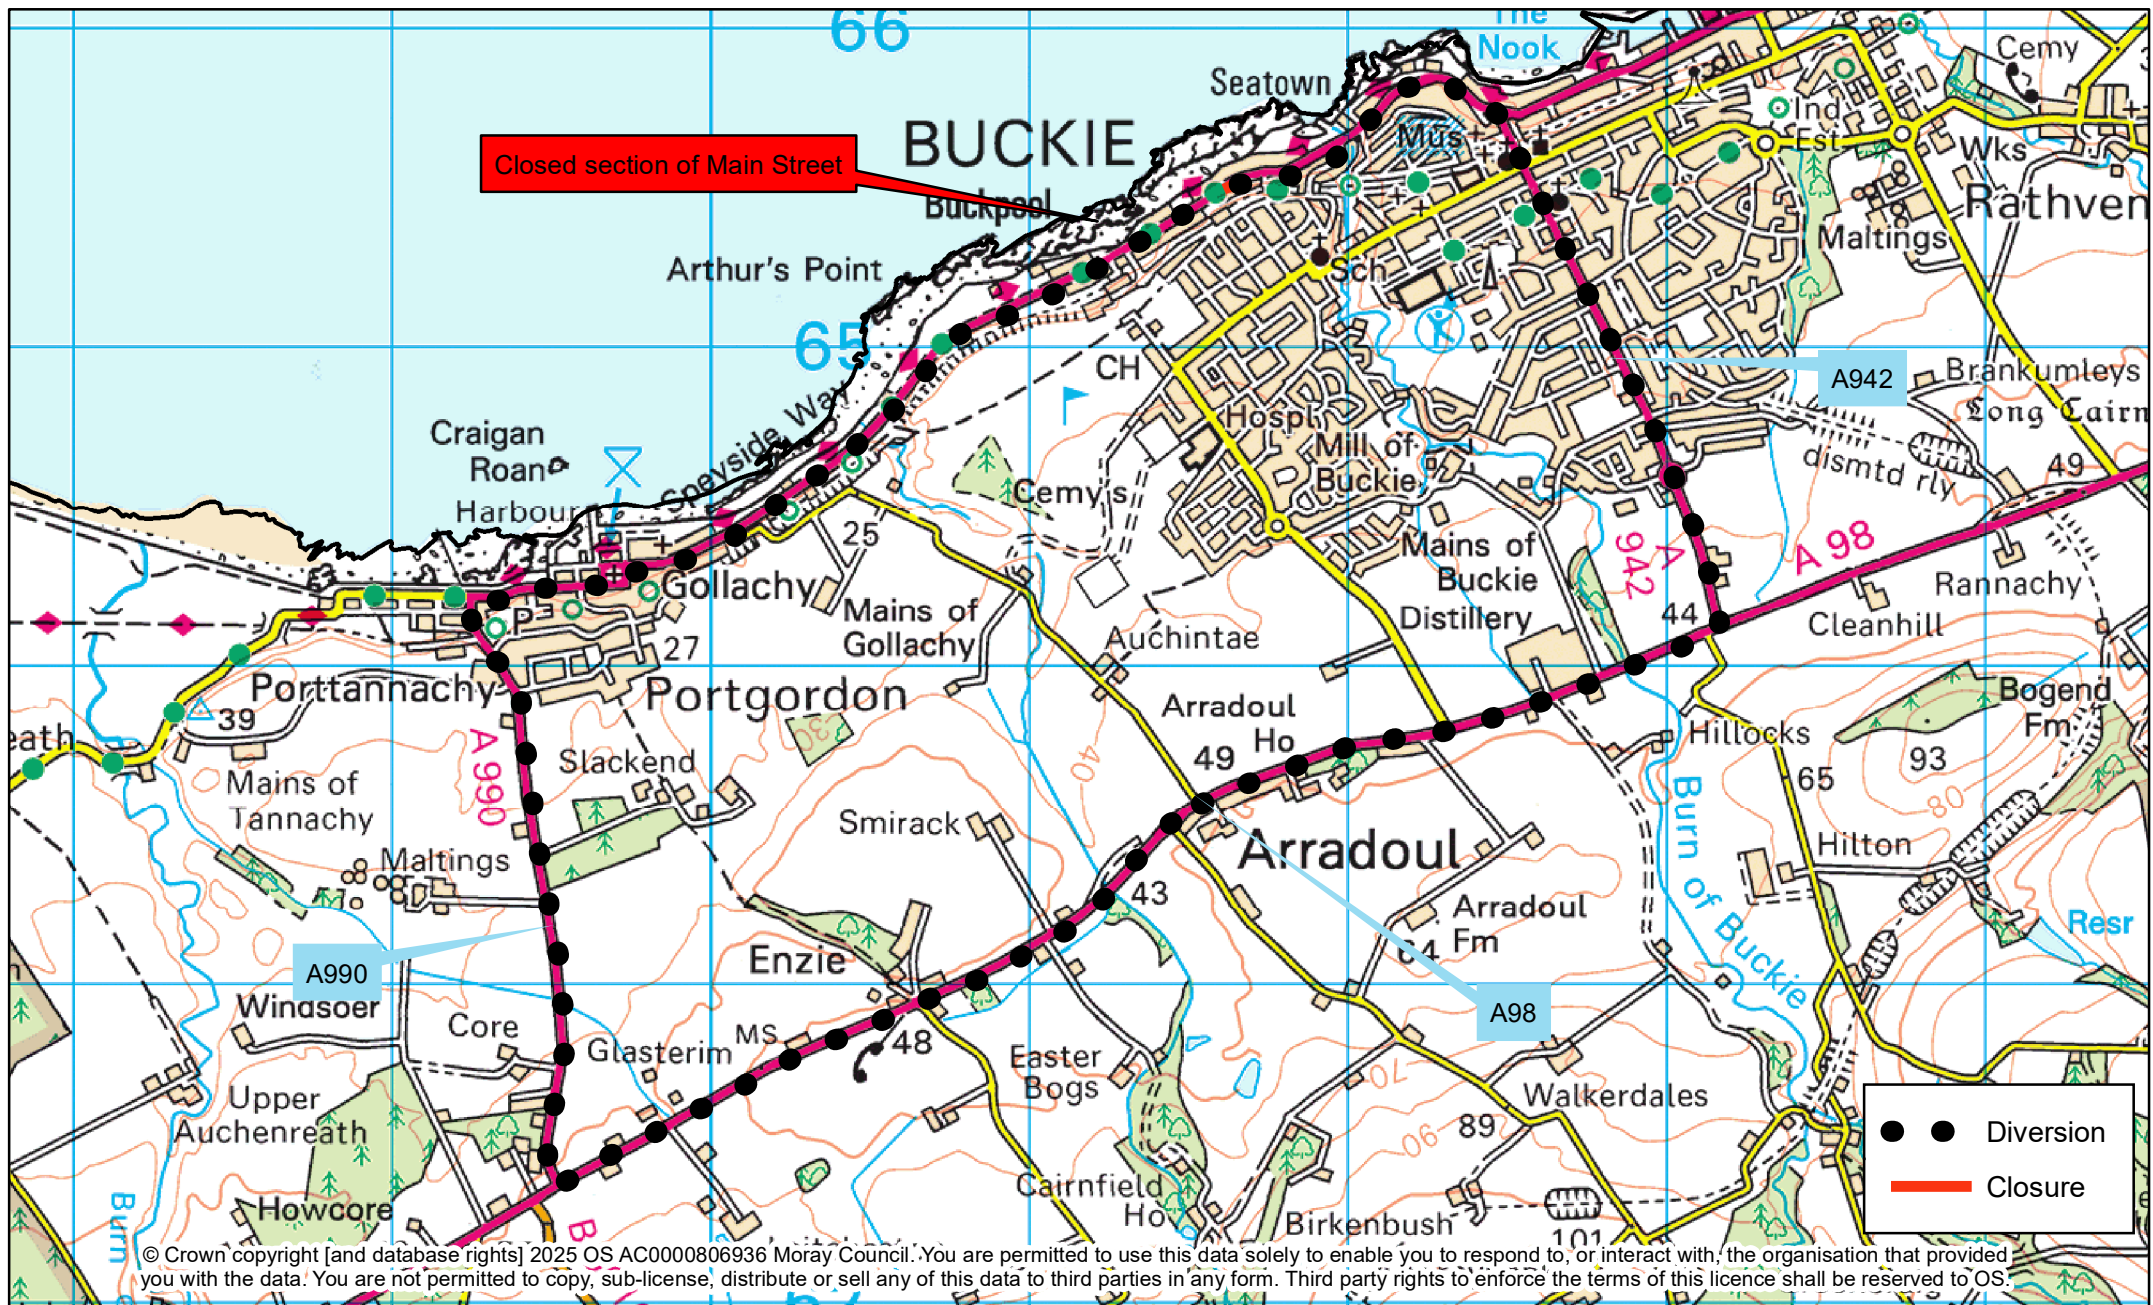 66
The
Nook
Cemy
Seatown
BUCKIE
Closed section of Main Street
Mus
Ind
Est
Wks
Rathven
Buckpool
Maltings
Arthur's Point
Sch
65
CH
A942
Brankumleys
Long Cairn
Hospl
Speyside Way
Craigan
Roan
Mill of
Buckie
dismtd rly
49
Harbour
Cemy's
25
Mains of
Buckie
Distillery
A
942
A 98
Rannachy
Gollachy
P
Mains of
Gollachy
Auchintae
44
Cleanhill
27
Porttannachy
39
Portgordon
Arradoul
Ho
Bogend
Fm
eath
A 990
Slackend
30
40
49
Hillocks
93
65
80
Mains of
Tannachy
Smirack
Arradoul
Hilton
Maltings
43
Burn of Buckie
Arradoul
Fm
64
Resr
A990
Enzie
Windsoer
A98
Core
Glasterim
MS
48
Easter
Bogs
70
Walkerdales
Upper
Auchenreath
90
89
Diversion
Closure
Burn
Howcore
B
Cairnfield
Ho
Birkenbush
101
© Crown copyright [and database rights] 2025 OS AC0000806936 Moray Council. You are permitted to use this data solely to enable you to respond to, or interact with, the organisation that provided
you with the data. You are not permitted to copy, sub-license, distribute or sell any of this data to third parties in any form. Third party rights to enforce the terms of this licence shall be reserved to OS.